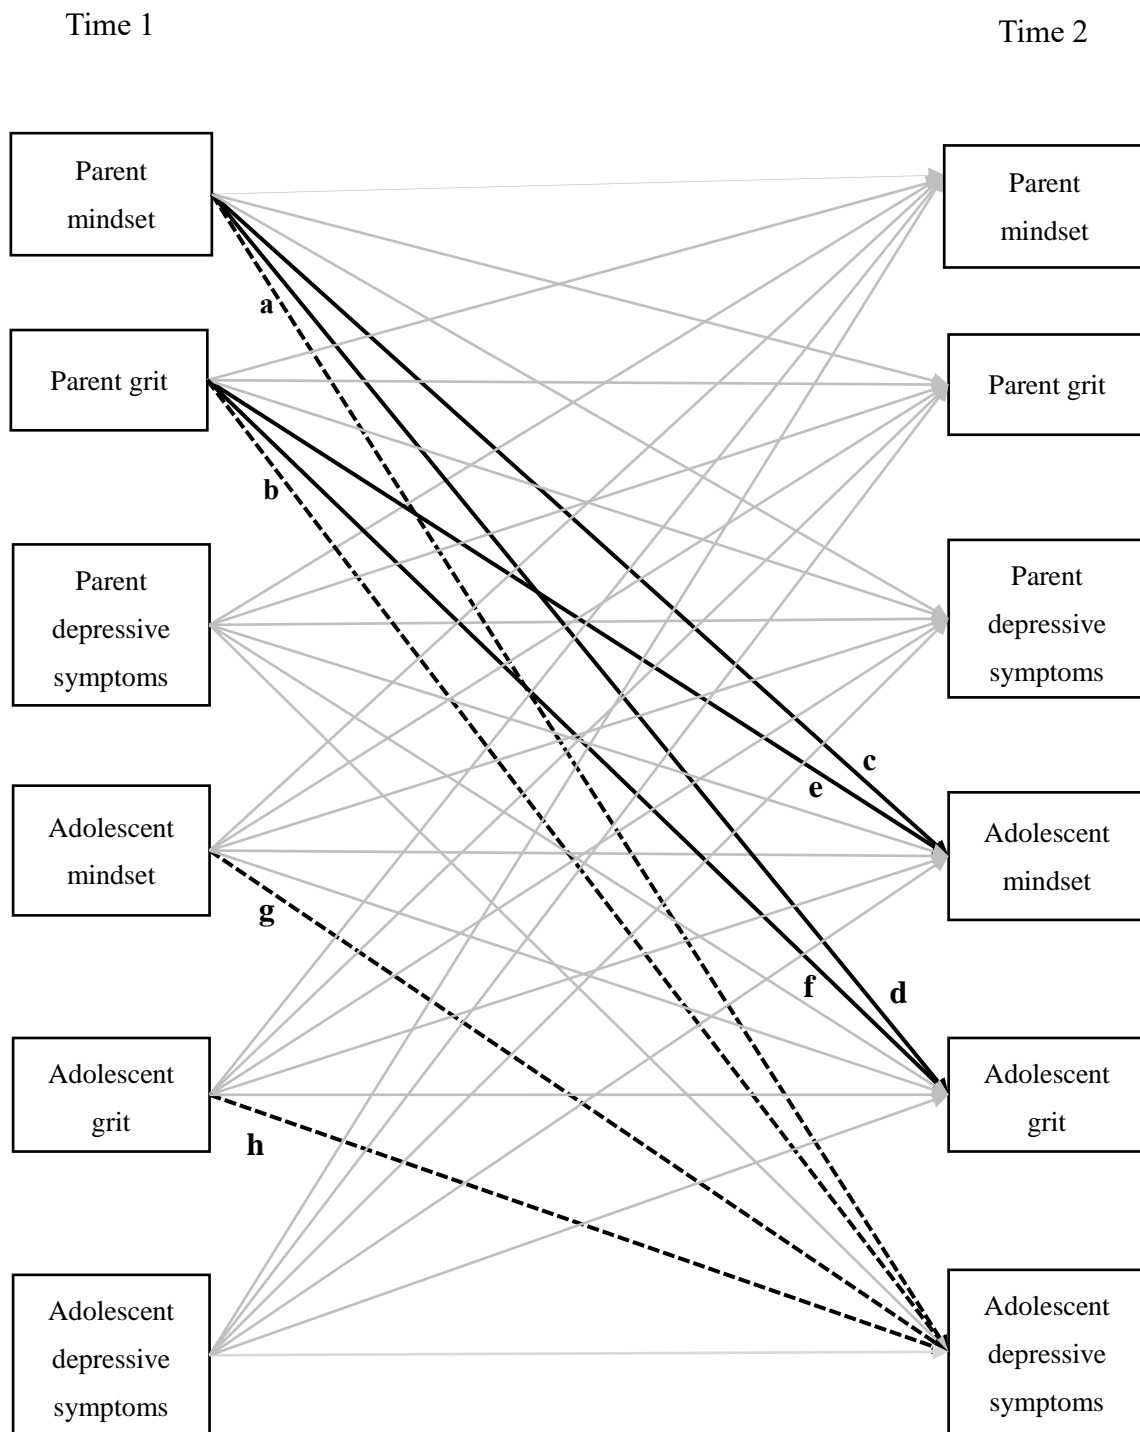 Time 1
Time 2
Parent
mindset
Parent grit
Parent
depressive
symptoms
Adolescent
mindset
Adolescent
grit
Adolescent
depressive
symptoms
a
b
c
e
g
f
d
h
Parent
mindset
Parent grit
Parent
depressive
symptoms
Adolescent
mindset
Adolescent
grit
Adolescent
depressive
symptoms